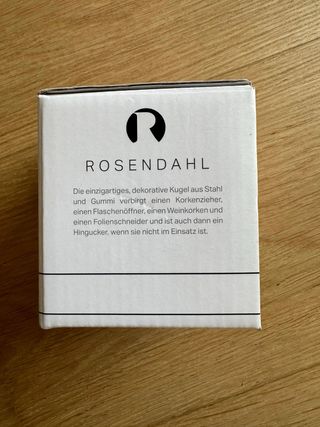 R
ROSENDAHL
Die einzigartiges, dekorative Kugel aus Stahl
und Gummi verbirgt einen Korkenzieher,
einen Flaschenöffner, einen Weinkorken und
einen Folienschneider und ist auch dann ein
Hingucker, wenn sie nicht im Einsatz ist.